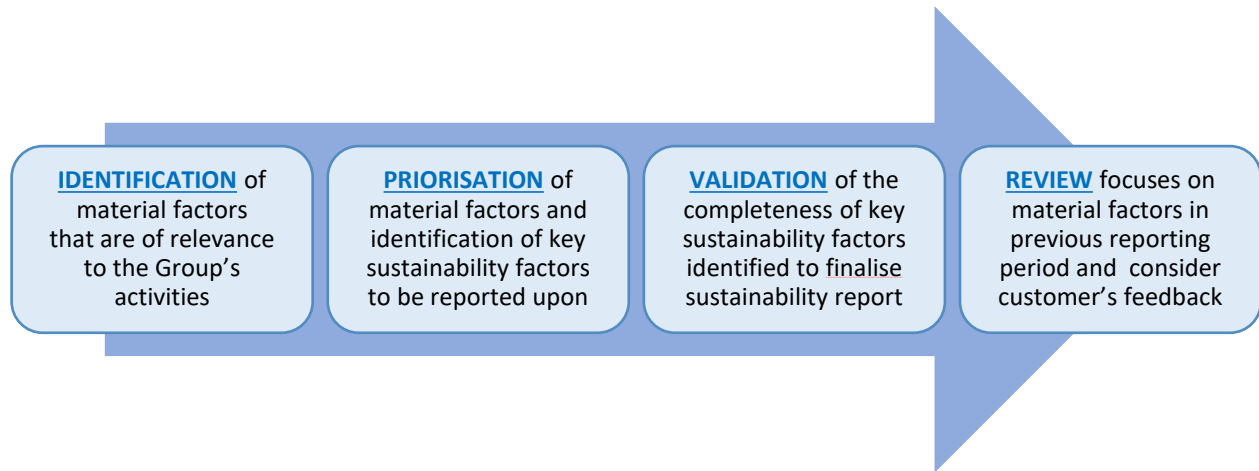 IDENTIFICATION of
material factors
that are of relevance
to the Group’s
activities
PRIORISATION of
material factors and
identification of key
sustainability factors
to be reported upon
VALIDATION of the
completeness of key
sustainability factors
identified to finalise
sustainability report
REVIEW focuses on
material factors in
previous reporting
period and  consider
customer’s feedback